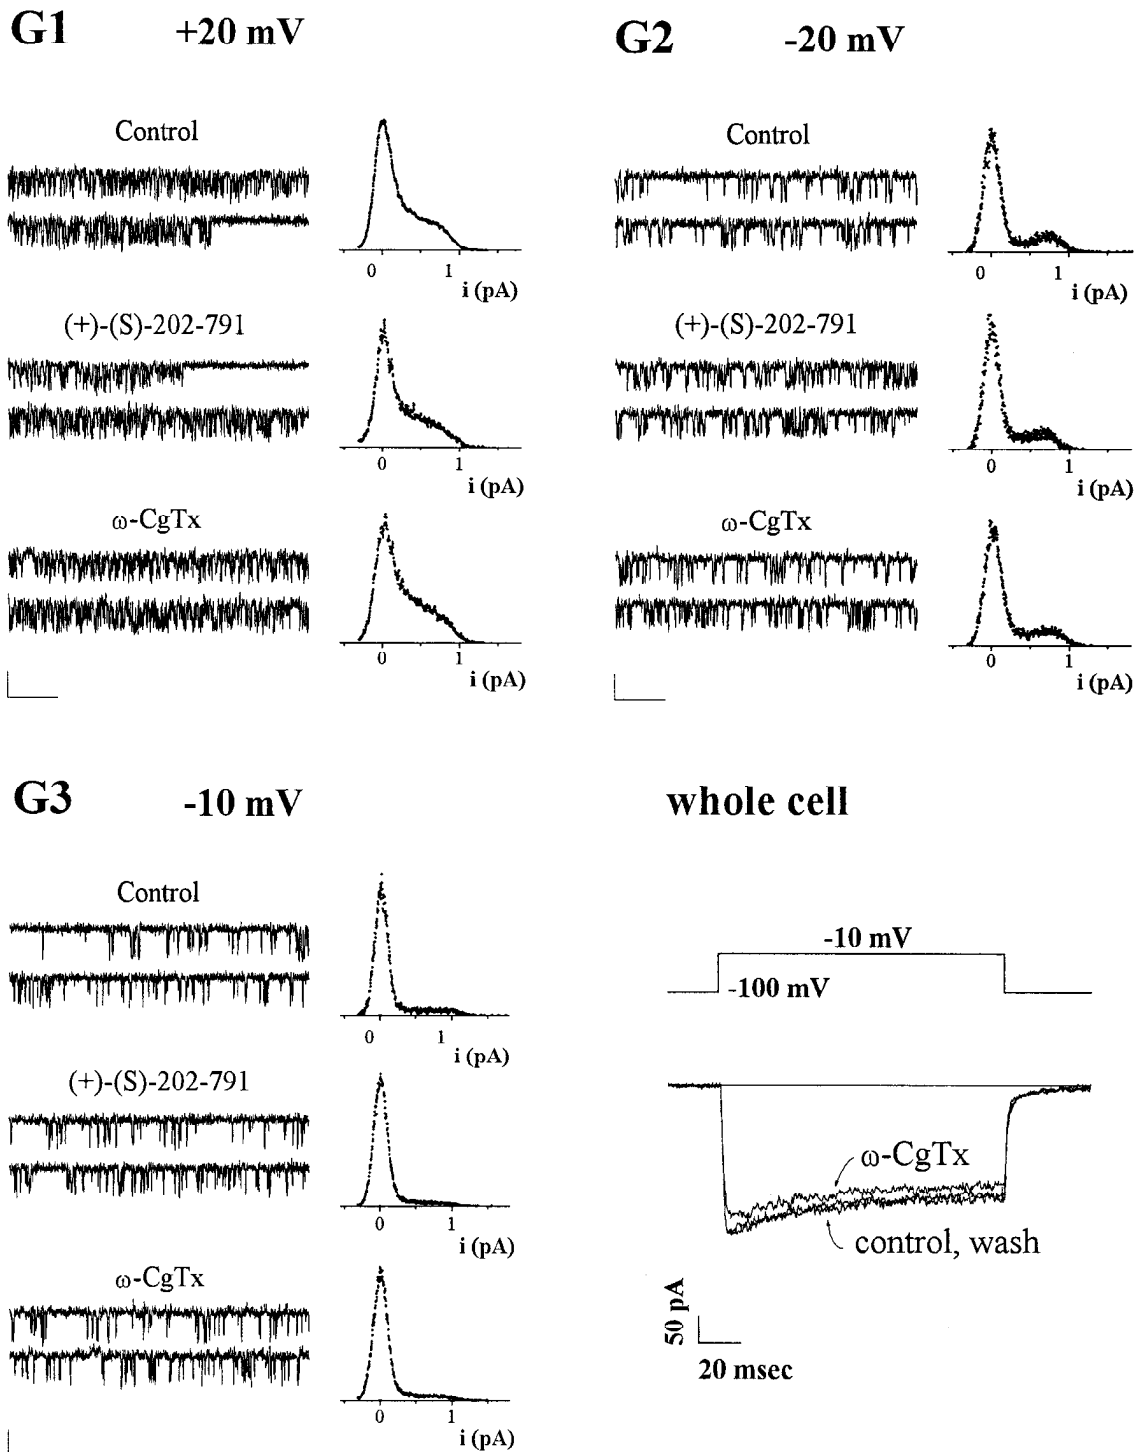 G1 +20 mV
Control
0 1
i (pA)
(+)-(S)-202-791
0 1
i (pA)
ω-CgTx
0 1
i (pA)
G2 -20 mV
Control
0 1
i (pA)
(+)-(S)-202-791
0 1
i (pA)
ω-CgTx
0 1
i (pA)
G3 -10 mV
Control
0 1
i (pA)
(+)-(S)-202-791
0 1
i (pA)
ω-CgTx
0 1
i (pA)
whole cell
-10 mV
-100 mV
ω-CgTx
control, wash
50 pA
20 msec